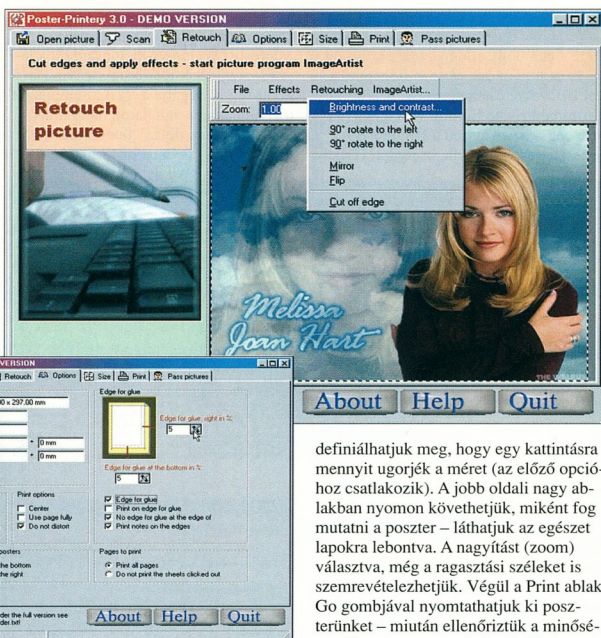 Poster-Printery 3.0 - DEMO VERSION
Open picture Scan Retouch Options Size Print Pass pictures
Cut edges and apply effects - start picture program ImageArtist
Retouch
picture
File Effects Retouching ImageArtist...
Zoom: 1.00
Brightness and contrast...
90° rotate to the left
90° rotate to the right
Mirror
Flip
Cut off edge
Melissa
Joan Hart
About Help Quit
VERSION
Retouch Options Size Print Pass pictures
x 297.00 mm
0 mm
0 mm
Print options
Center
Use page fully
Do not distort
posters
the bottom
the right
Edge for glue
Edge for glue, right in %:
5
Edge for glue at the bottom in %:
5
Edge for glue
Print on edge for glue
No edge for glue at the edge of
Print notes on the edges
Pages to print
Print all pages
Do not print the sheets clicked out
der the full version see
der.txt!
About Help Quit
definiálhatjuk meg, hogy egy kattintásra
mennyit ugorjék a méret (az előző opció-
hoz csatlakozik). A jobb oldali nagy ab-
lakban nyomon követhetjük, miként fog
mutatni a poszter – láthatjuk az egészet
lapokra lebontva. A nagyítást (zoom)
választva, még a ragasztási széleket is
szemrevételezhetjük. Végül a Print ablak
Go gombjával nyomtathatjuk ki posz-
terünket – miután ellenőriztük a minősé-